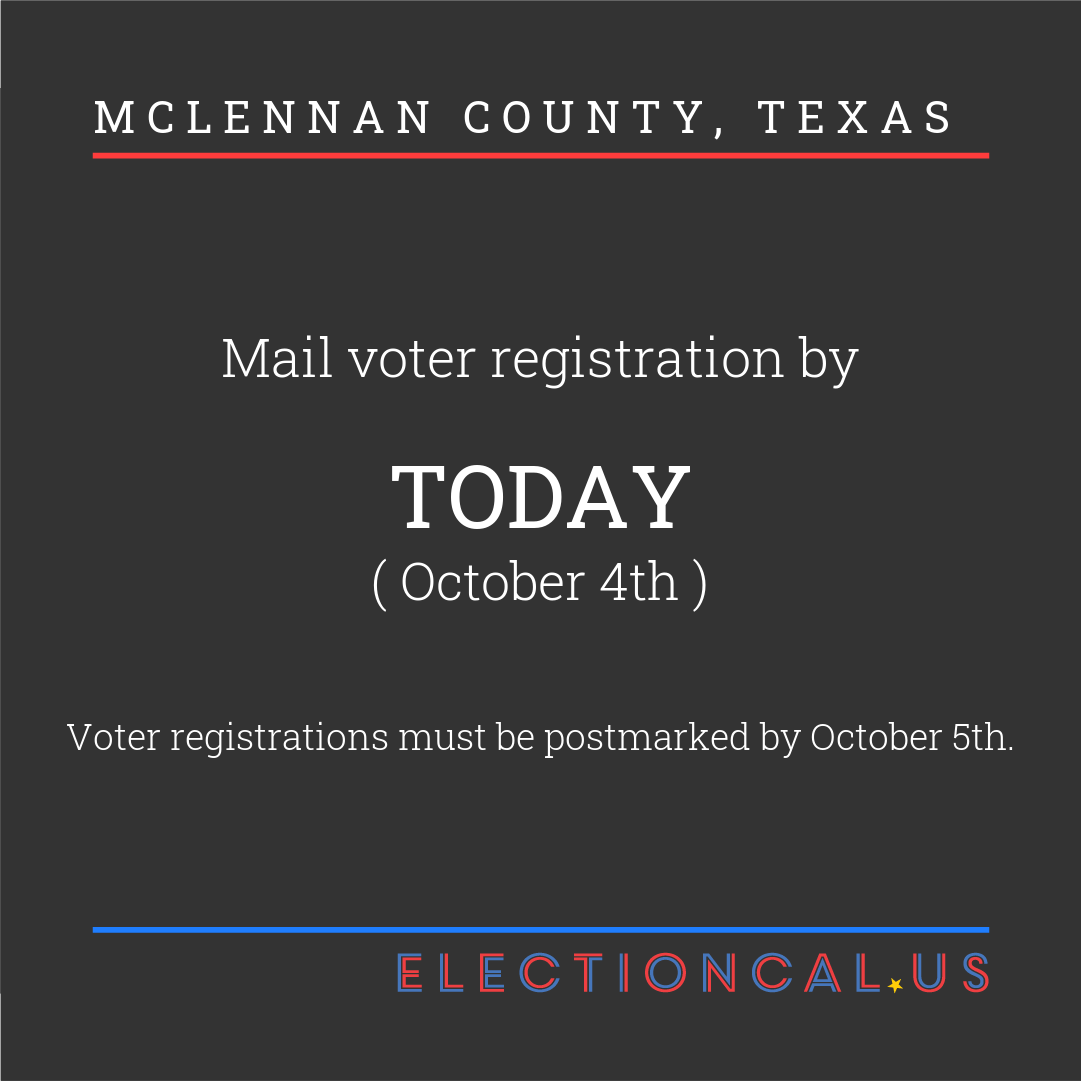 MCLENNAN COUNTY, TEXAS
Mail voter registration by
TODAY
( October 4th )
Voter registrations must be postmarked by October 5th.
ELECTIONCAL.US